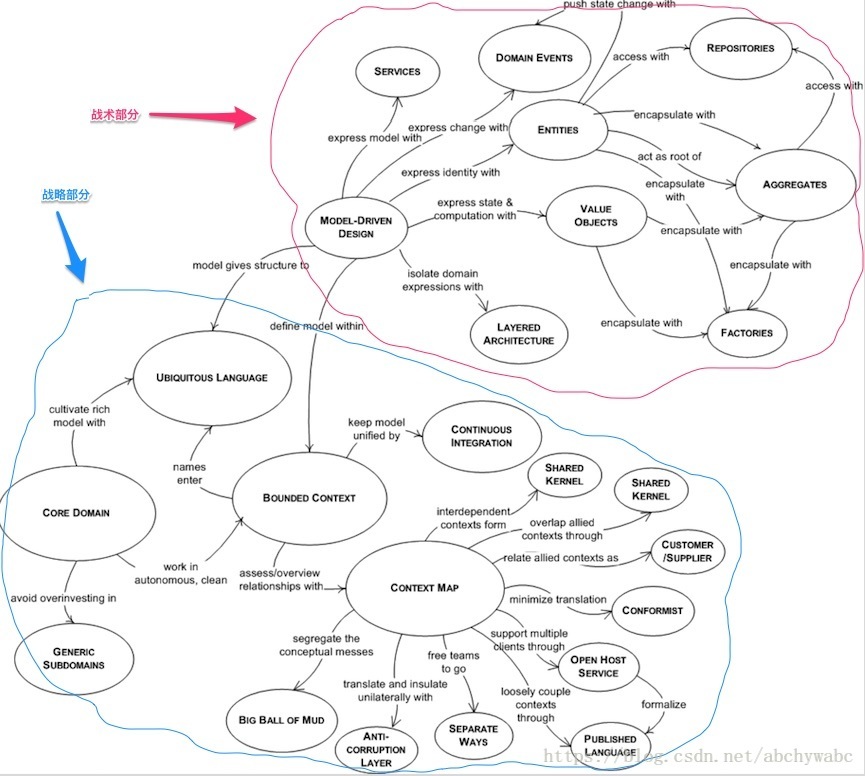 push state change with
SERVICES
DOMAIN EVENTS
REPOSITORIES
access with
access with
战术部分
express model with
express change with
ENTITIES
encapsulate with
act as root of
express identity with
encapsulate
with
AGGREGATES
战略部分
MODEL-DRIVEN
DESIGN
express state &
computation with
VALUE
OBJECTS
encapsulate with
model gives structure to
isolate domain
expressions with
encapsulate with
define model within
LAYERED
ARCHITECTURE
encapsulate with
FACTORIES
UBIQUITOUS LANGUAGE
cultivate rich
model with
keep model
unified by
CONTINUOUS
INTEGRATION
names
enter
BOUNDED CONTEXT
SHARED
KERNEL
SHARED
KERNEL
CORE DOMAIN
interdependent
contexts form
overlap allied
contexts through
work in
autonomous, clean
assess/overview
relationships with
relate allied contexts as
CUSTOMER
/SUPPLIER
CONTEXT MAP
avoid overinvesting in
minimize translation
CONFORMIST
GENERIC
SUBDOMAINS
segregate the
conceptual messes
free teams
to go
support multiple
clients through
OPEN HOST
SERVICE
translate and insulate
unilaterally with
loosely couple
contexts
through
formalize
BIG BALL OF MUD
ANTI-
CORRUPTION
LAYER
SEPARATE
WAYS
PUBLISHED
LANGUAGE
https://blog.csdn.net/abchywabc